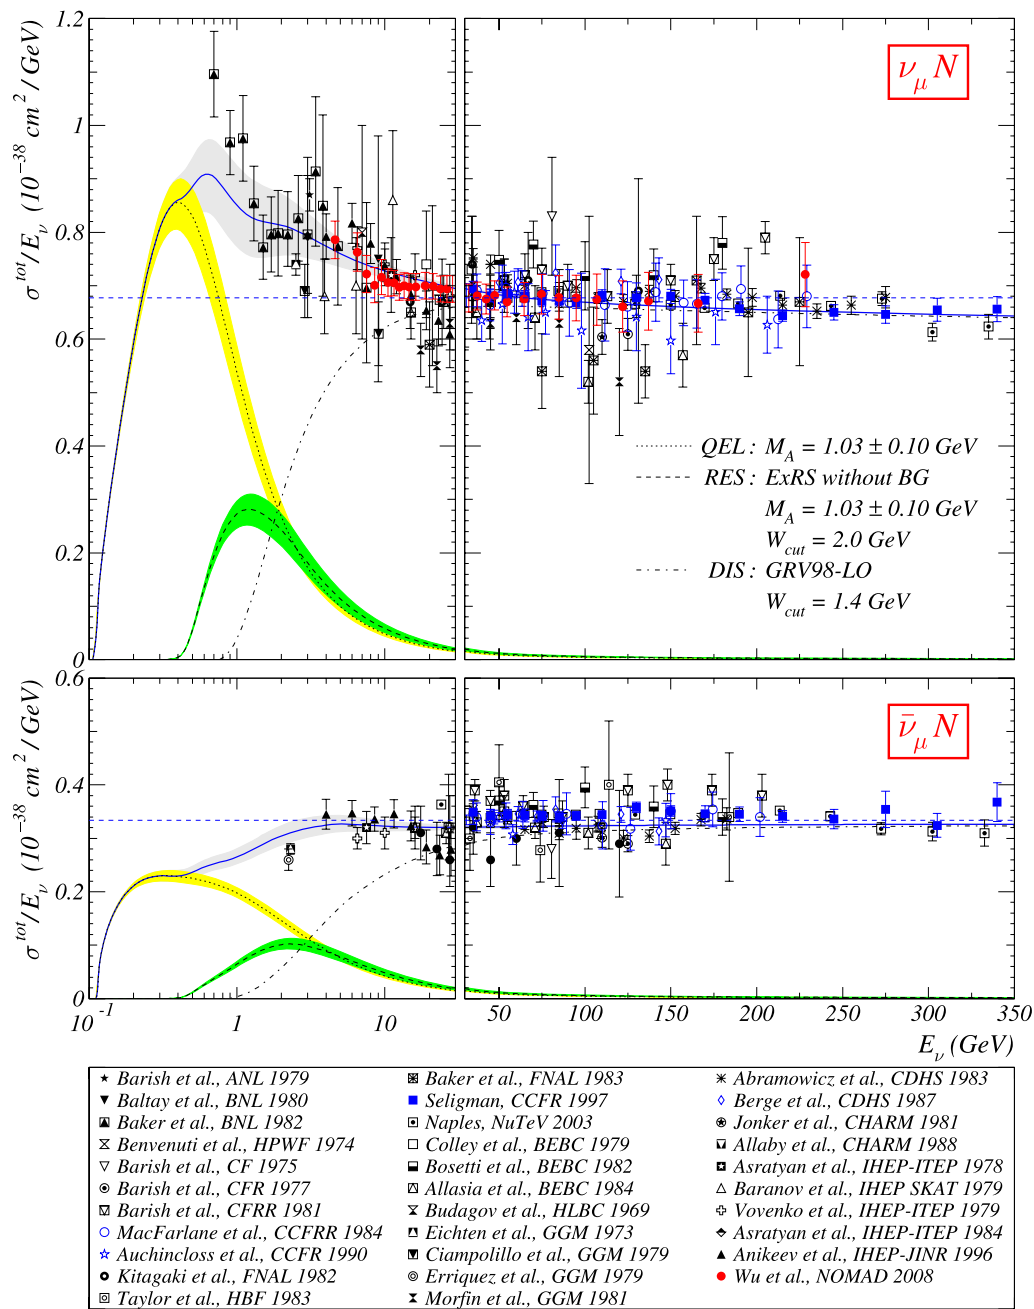 1.2
1
0.8
0.6
0.4
0.2
0
σ^tot/E_ν (10^-38 cm^2/GeV)
ν_μ N
QEL : M_A = 1.03 ± 0.10 GeV
RES : ExRS without BG
M_A = 1.03 ± 0.10 GeV
W_cut = 2.0 GeV
DIS : GRV98-LO
W_cut = 1.4 GeV
0.6
0.4
0.2
0
σ^tot/E_ν (10^-38 cm^2/GeV)
ν̄_μ N
10^-1 1 10 50 100 150 200 250 300 350
E_ν (GeV)
Barish et al., ANL 1979
Baltay et al., BNL 1980
Baker et al., BNL 1982
Benvenuti et al., HPWF 1974
Barish et al., CF 1975
Barish et al., CFR 1977
Barish et al., CFRR 1981
MacFarlane et al., CCFRR 1984
Auchincloss et al., CCFR 1990
Kitagaki et al., FNAL 1982
Taylor et al., HBF 1983
Baker et al., FNAL 1983
Seligman, CCFR 1997
Naples, NuTeV 2003
Colley et al., BEBC 1979
Bosetti et al., BEBC 1982
Allasia et al., BEBC 1984
Budagov et al., HLBC 1969
Eichten et al., GGM 1973
Ciampolillo et al., GGM 1979
Erriquez et al., GGM 1979
Morfin et al., GGM 1981
Abramowicz et al., CDHS 1983
Berge et al., CDHS 1987
Jonker et al., CHARM 1981
Allaby et al., CHARM 1988
Asratyan et al., IHEP-ITEP 1978
Baranov et al., IHEP SKAT 1979
Vovenko et al., IHEP-ITEP 1979
Asratyan et al., IHEP-ITEP 1984
Anikeev et al., IHEP-JINR 1996
Wu et al., NOMAD 2008